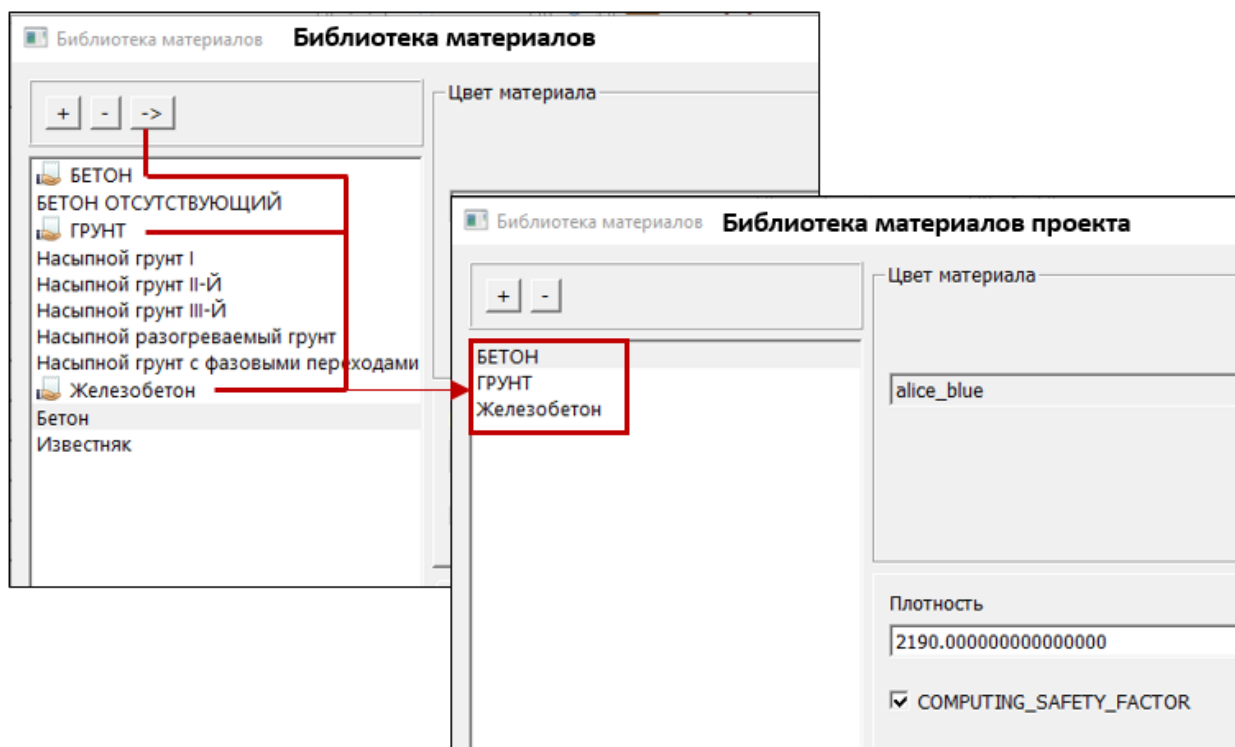 Библиотека материалов Библиотека материалов
+ - ->
Цвет материала
БЕТОН
БЕТОН ОТСУТСТВУЮЩИЙ
ГРУНТ
Насыпной грунт I
Насыпной грунт II-Й
Насыпной грунт III-Й
Насыпной разогреваемый грунт
Насыпной грунт с фазовыми переходами
Железобетон
Бетон
Известняк
Библиотека материалов Библиотека материалов проекта
+ -
Цвет материала
БЕТОН
ГРУНТ
Железобетон
alice_blue
Плотность
2190.000000000000000
COMPUTING_SAFETY_FACTOR